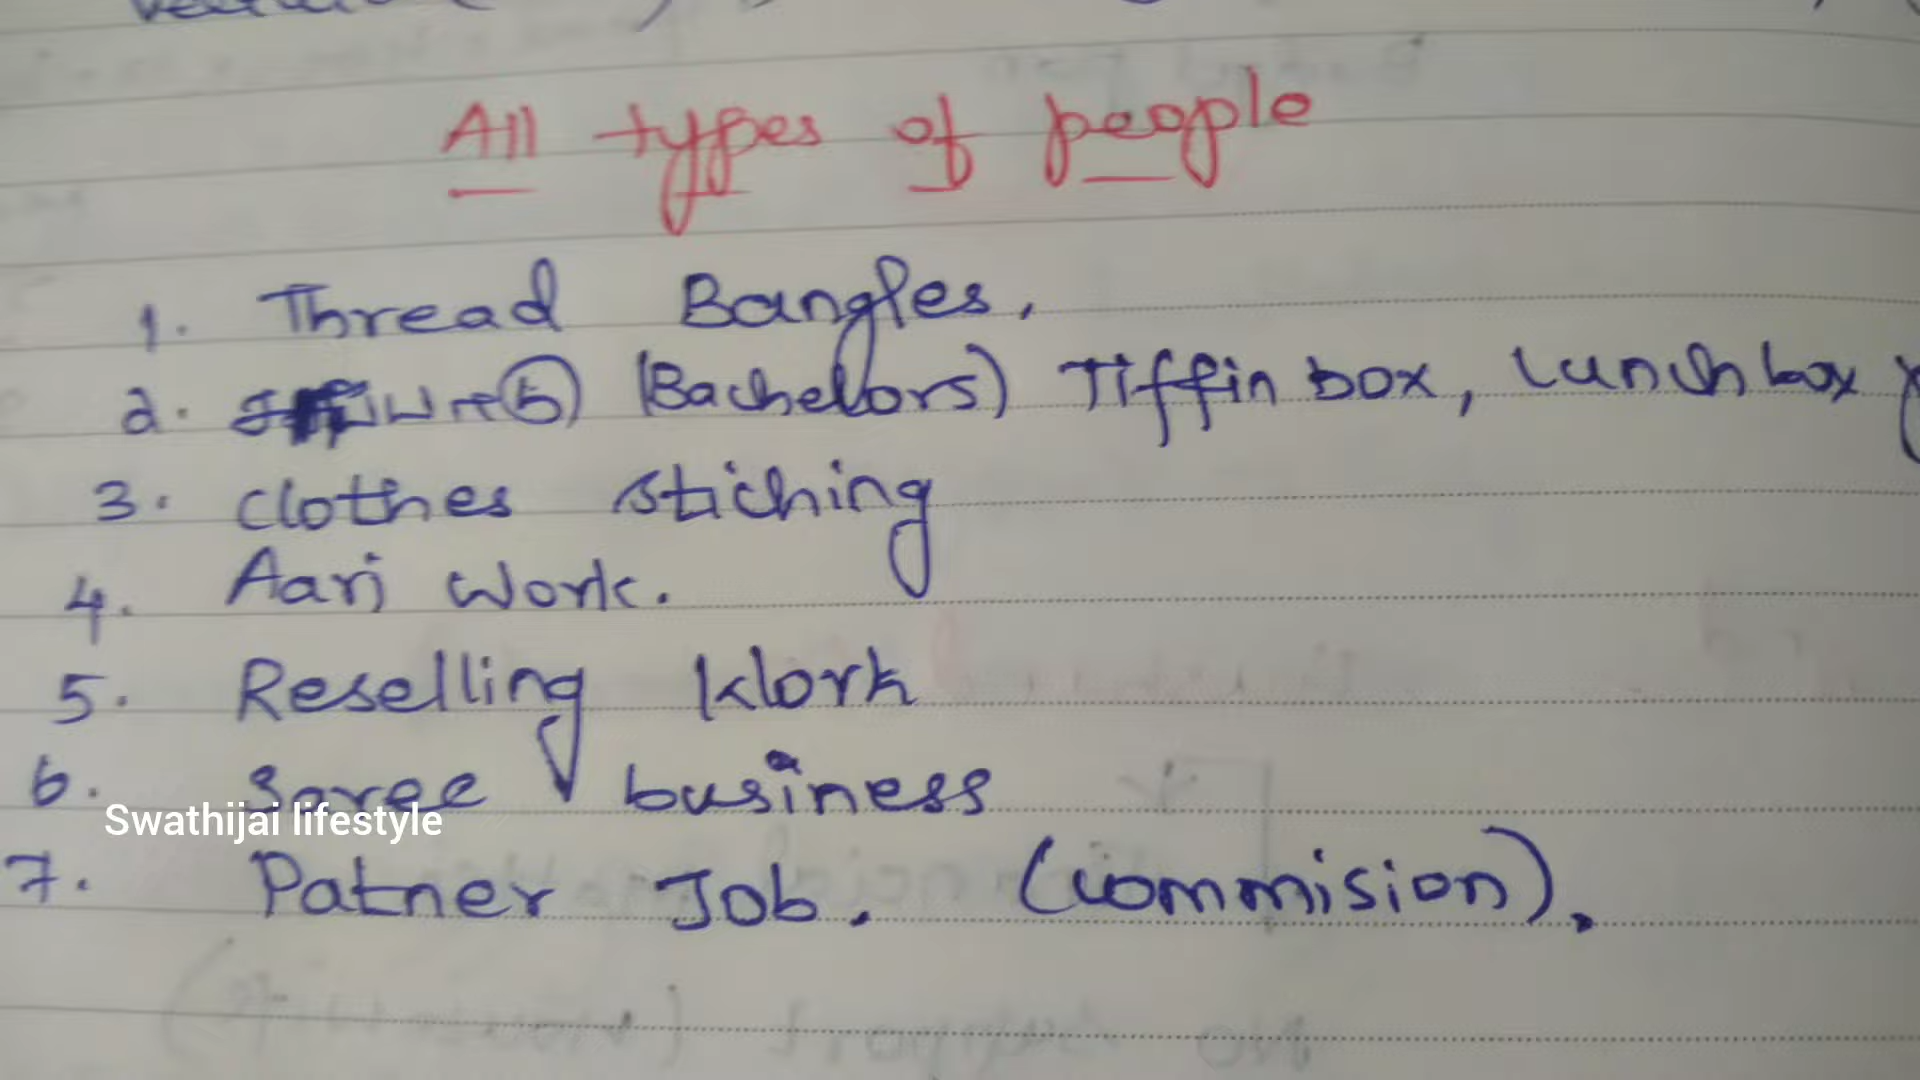 All types of people
1. Thread Bangles.
2. (Bachelors) Tiffin box, Lunch box
3. clothes stiching
4. Aari work.
5. Reselling Work
6. Saree business
Swathijai lifestyle
7. Patner Job. (commision).